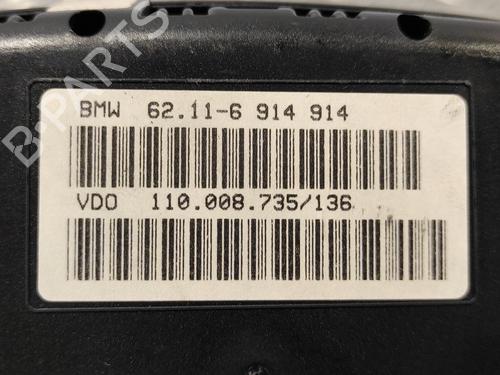 B-PARTS
BMW 62.11-6 914 914
VDO 110.008.735/136